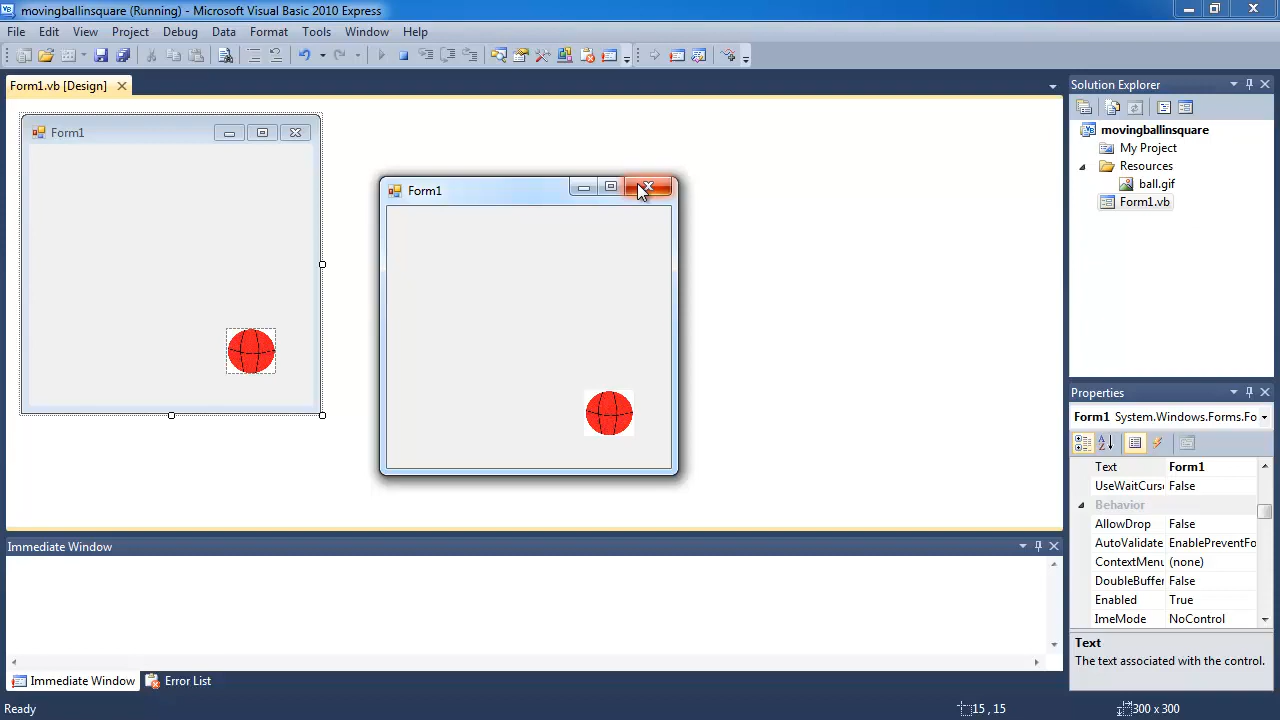 movingballinsquare (Running) - Microsoft Visual Basic 2010 Express
File Edit View Project Debug Data Format Tools Window Help
Form1.vb [Design]
Form1
Form1
Solution Explorer
movingballinsquare
My Project
Resources
ball.gif
Form1.vb
Properties
Form1 System.Windows.Forms.Fo
Text Form1
UseWaitCurs False
Behavior
AllowDrop False
AutoValidate EnablePreventFo
ContextMenu (none)
DoubleBuffer False
Enabled True
ImeMode NoControl
Text
The text associated with the control.
Immediate Window
Immediate Window Error List
Ready 15 , 15 300 x 300